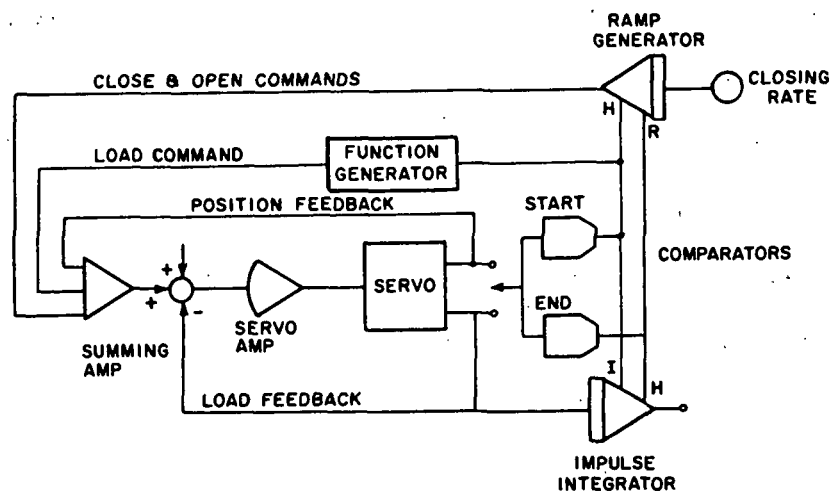 RAMP
GENERATOR
CLOSE & OPEN COMMANDS
CLOSING
RATE
H
R
LOAD COMMAND
FUNCTION
GENERATOR
POSITION FEEDBACK
START
COMPARATORS
+
+
-
SERVO
END
SERVO
AMP
SUMMING
AMP
I
H
LOAD FEEDBACK
IMPULSE
INTEGRATOR